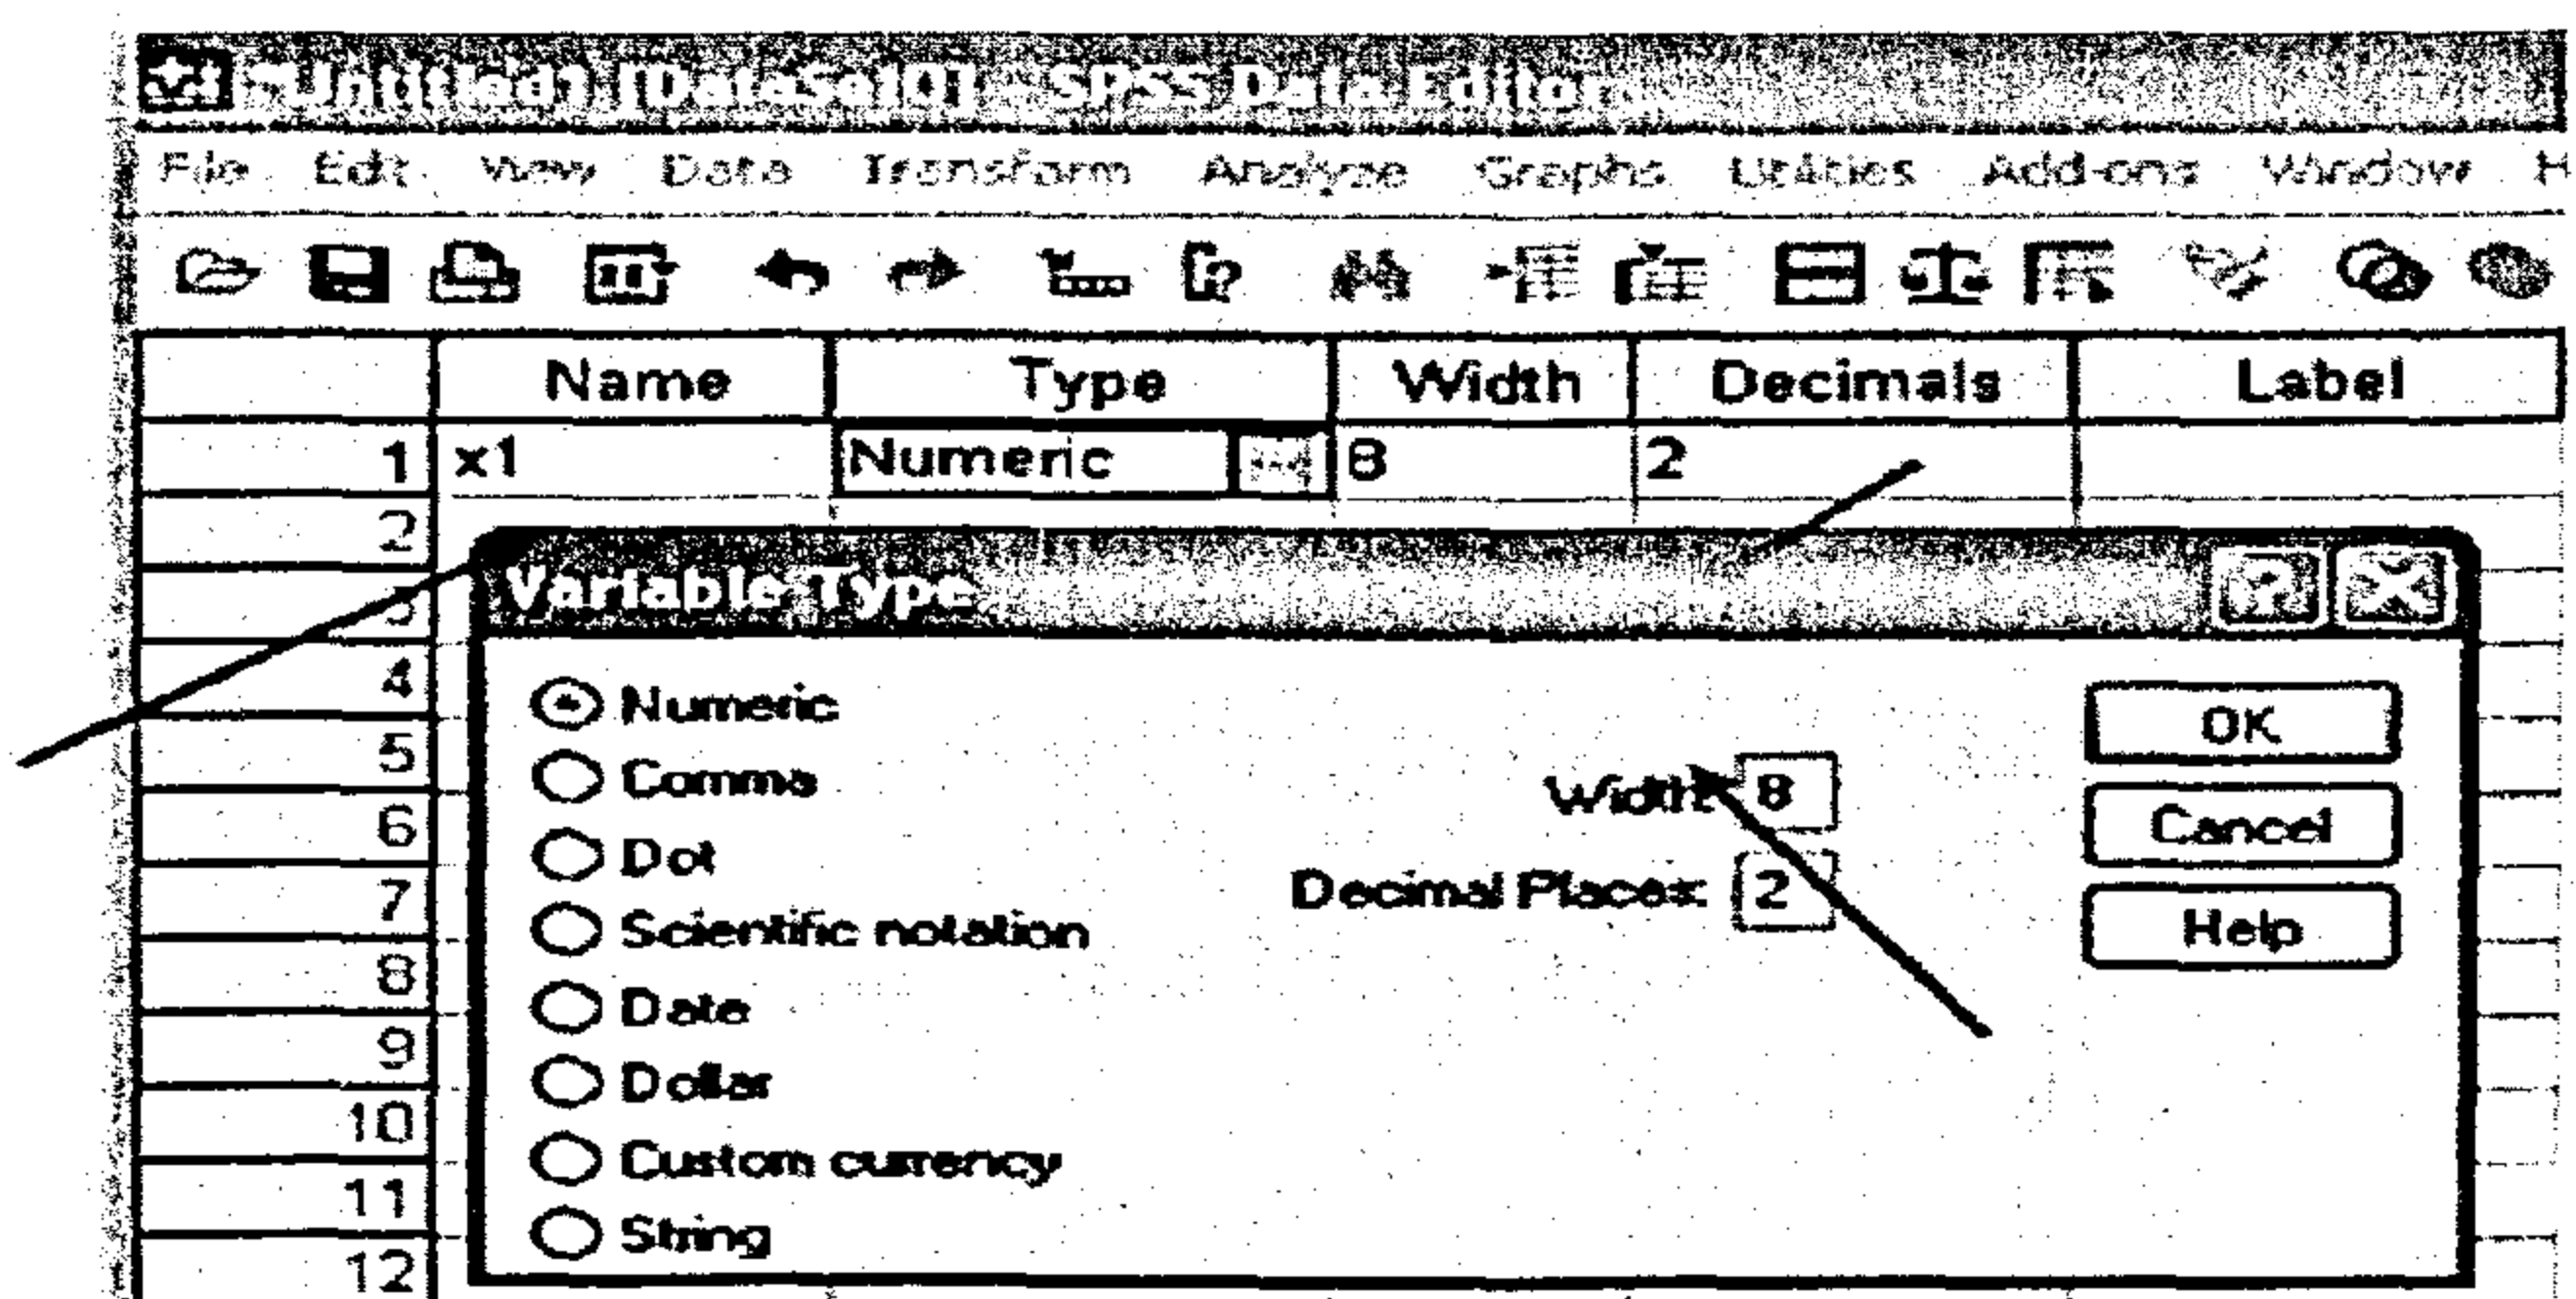 *Untitled1 [DataSet0] - SPSS Data Editor
File Edit View Data Transform Analyze Graphs Utilities Add-ons Window H
Name Type Width Decimals Label
1 x1 Numeric ... 8 2
2
3
Variable Type
4
Numeric
OK
5
Comma
Width: 8
Cancel
6
Dot
Decimal Places: 2
7
Scientific notation
Help
8
Date
9
Dollar
10
Custom currency
11
String
12